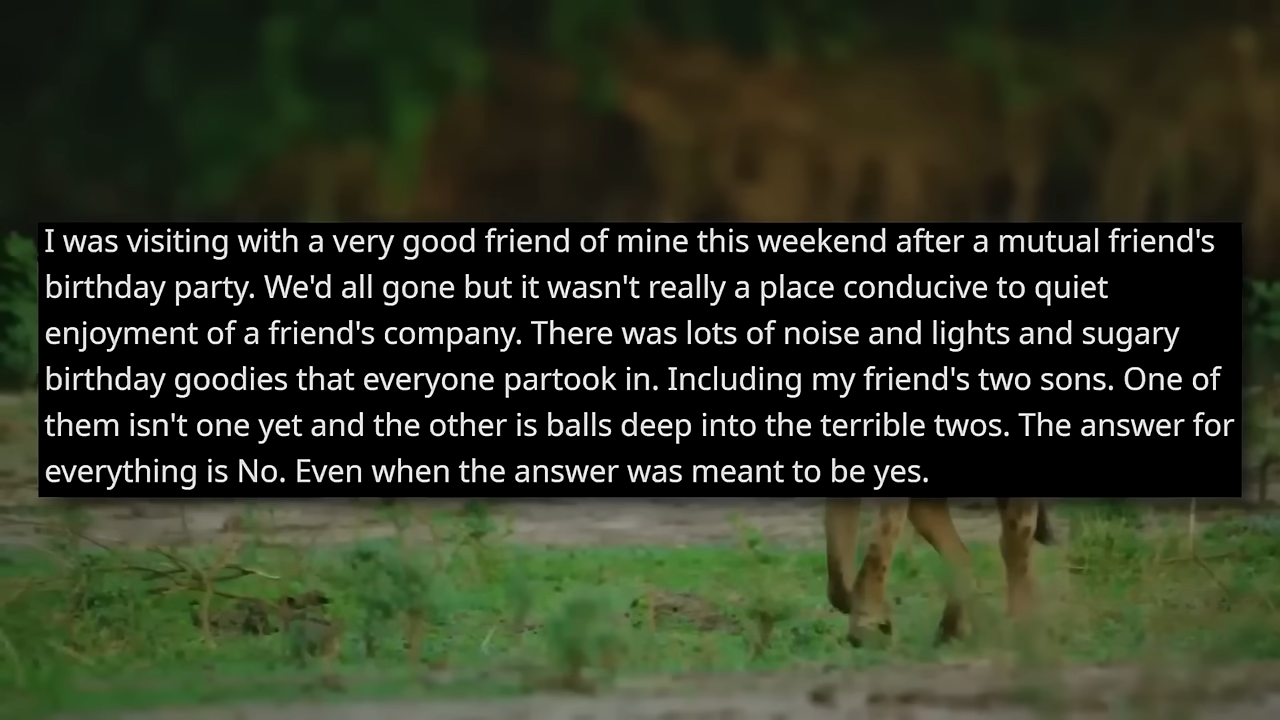 I was visiting with a very good friend of mine this weekend after a mutual friend's
birthday party. We'd all gone but it wasn't really a place conducive to quiet
enjoyment of a friend's company. There was lots of noise and lights and sugary
birthday goodies that everyone partook in. Including my friend's two sons. One of
them isn't one yet and the other is balls deep into the terrible twos. The answer for
everything is No. Even when the answer was meant to be yes.